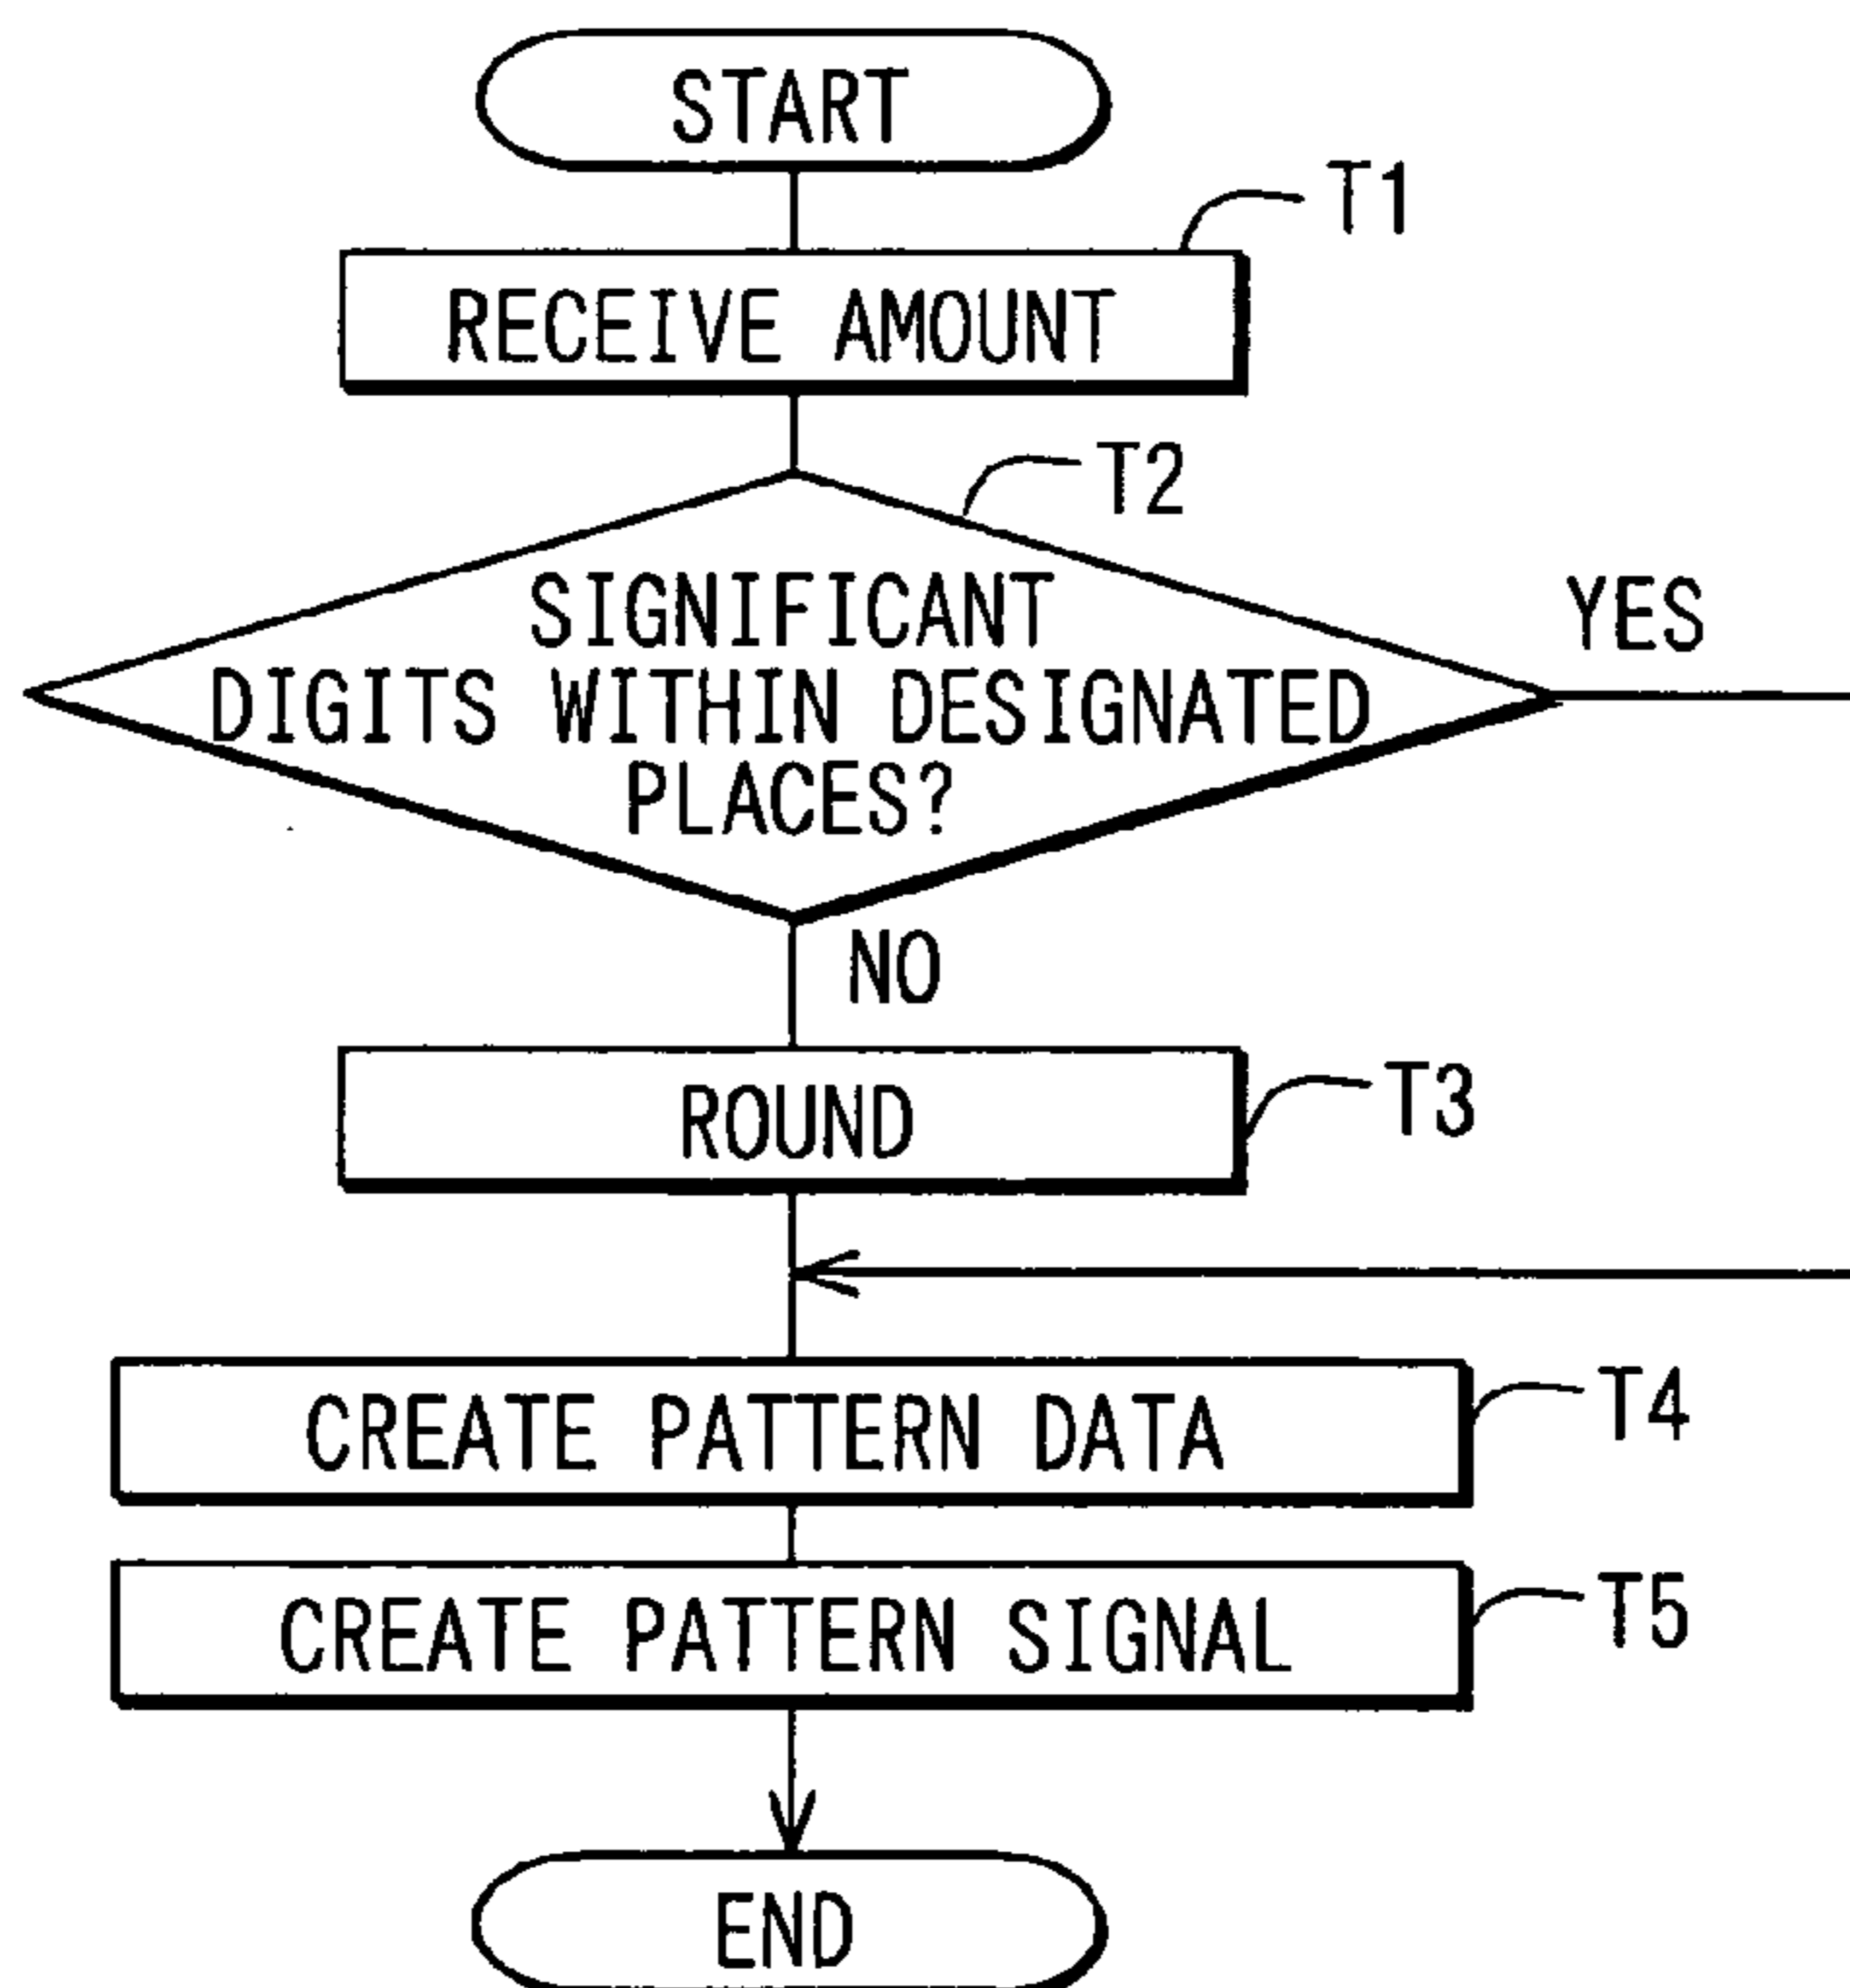 START
T1
RECEIVE AMOUNT
T2
SIGNIFICANT
DIGITS WITHIN DESIGNATED
PLACES?
YES
NO
ROUND
T3
CREATE PATTERN DATA
T4
CREATE PATTERN SIGNAL
T5
END